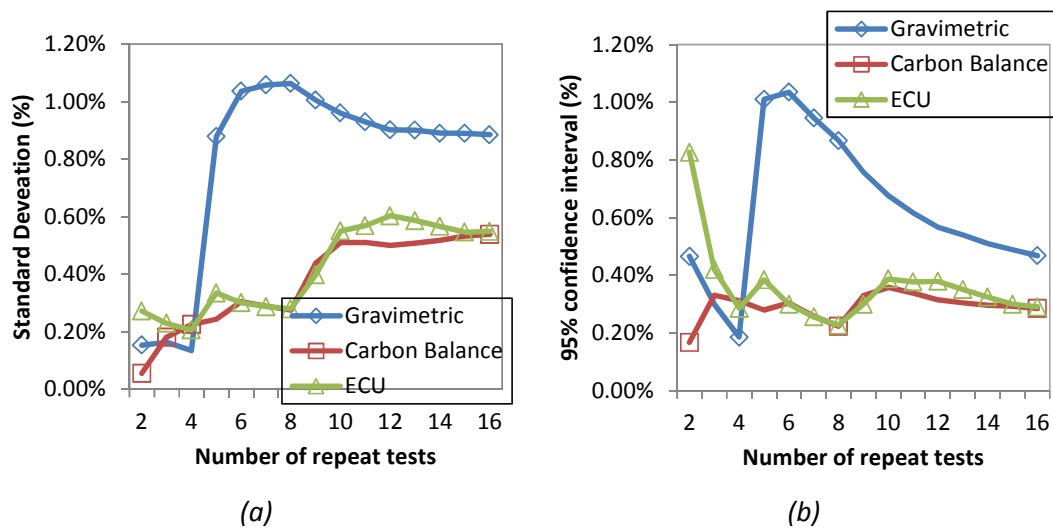 1.20%
1.00%
0.80%
0.60%
0.40%
0.20%
0.00%
Standard Deveation (%)
2 4 6 8 10 12 14 16
Number of repeat tests
Gravimetric
Carbon Balance
ECU
(a)
Gravimetric
Carbon Balance
ECU
1.20%
1.00%
0.80%
0.60%
0.40%
0.20%
0.00%
95% confidence interval (%)
2 4 6 8 10 12 14 16
Number of repeat tests
(b)